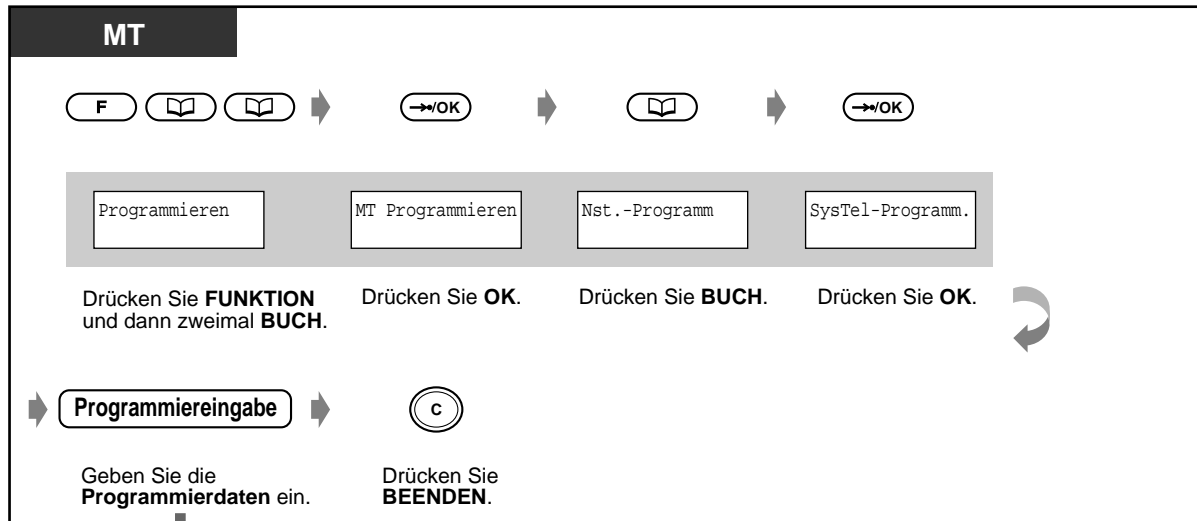 MT
F
→/OK
→/OK
Programmieren
MT Programmieren
Nst.-Programm
SysTel-Programm.
Drücken Sie FUNKTION
und dann zweimal BUCH.
Drücken Sie OK.
Drücken Sie BUCH.
Drücken Sie OK.
Programmiereingabe
C
Geben Sie die
Programmierdaten ein.
Drücken Sie
BEENDEN.